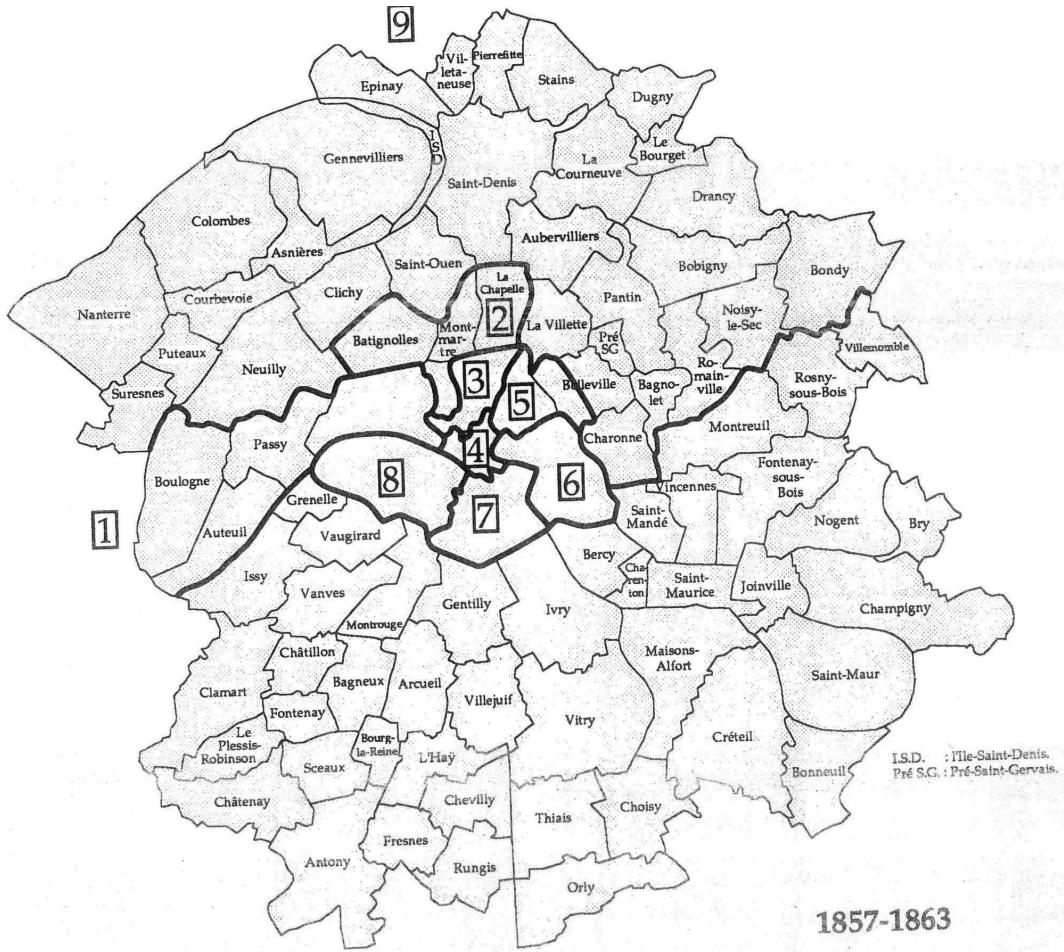 9
Vil-
leta-
neuse
Pierrefitte
Epinay
Stains
Dugny
I
S
D
Gennevilliers
Saint-Denis
La
Courneuve
Le
Bourget
Drancy
Colombes
Asnières
Aubervilliers
Saint-Ouen
La
Chapelle
Bobigny
Bondy
Nanterre
Courbevoie
Clichy
2
Pantin
Noisy-
le-Sec
Batignolles
Mont-
mar-
tre
La Villette
Pré
SG
Puteaux
Neuilly
Ro-
main-
ville
Villemomble
Suresnes
3
5
Belleville
Bagno-
let
Rosny-
sous-Bois
Passy
4
Charonne
Montreuil
Boulogne
8
6
Fontenay-
sous-
Bois
Grenelle
Vincennes
1
Auteuil
Vaugirard
7
Saint-
Mandé
Nogent
Bry
Issy
Bercy
Cha-
ren-
tion
Saint-
Maurice
Joinville
Vanves
Gentilly
Ivry
Champigny
Montrouge
Châtillon
Maisons-
Alfort
Clamart
Bagneux
Arcueil
Villejuif
Saint-Maur
Fontenay
Vitry
Le
Plessis-
Robinson
Bourg-
la-Reine
Créteil
Sceaux
L'Haÿ
Bonneuil
I.S.D. : l'Ile-Saint-Denis.
Pré S.G. : Pré-Saint-Gervais.
Châtenay
Chevilly
Thiais
Choisy
Fresnes
Antony
Rungis
Orly
1857-1863